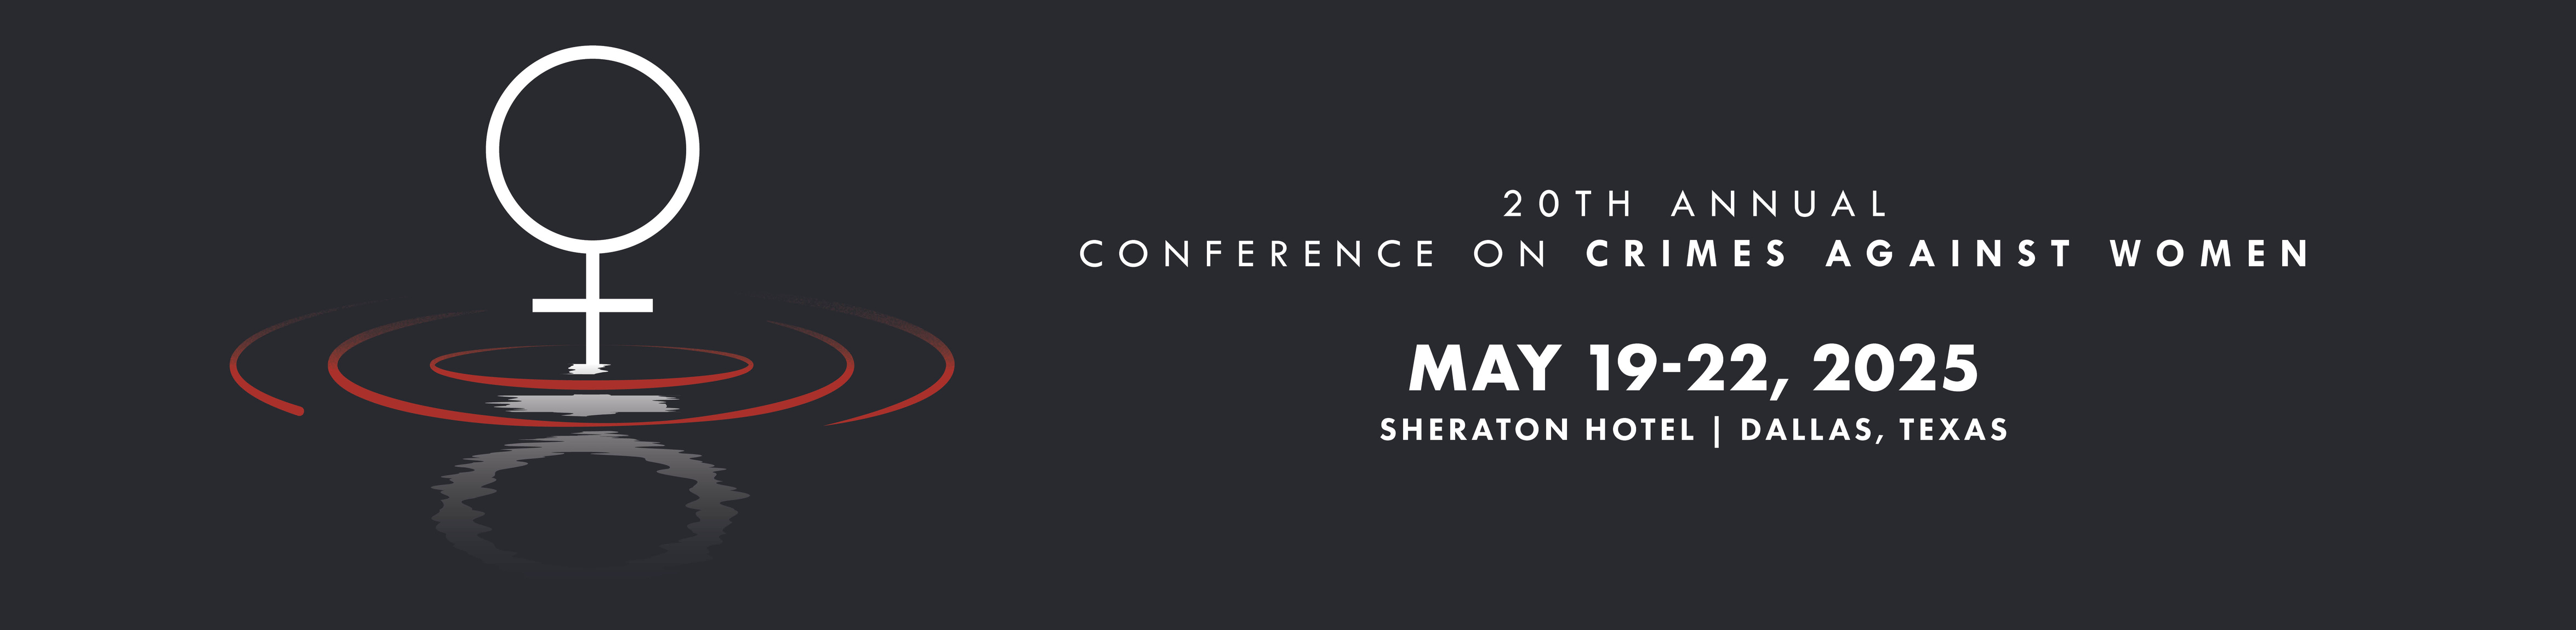 20TH ANNUAL
CONFERENCE ON CRIMES AGAINST WOMEN
MAY 19-22, 2025
SHERATON HOTEL | DALLAS, TEXAS